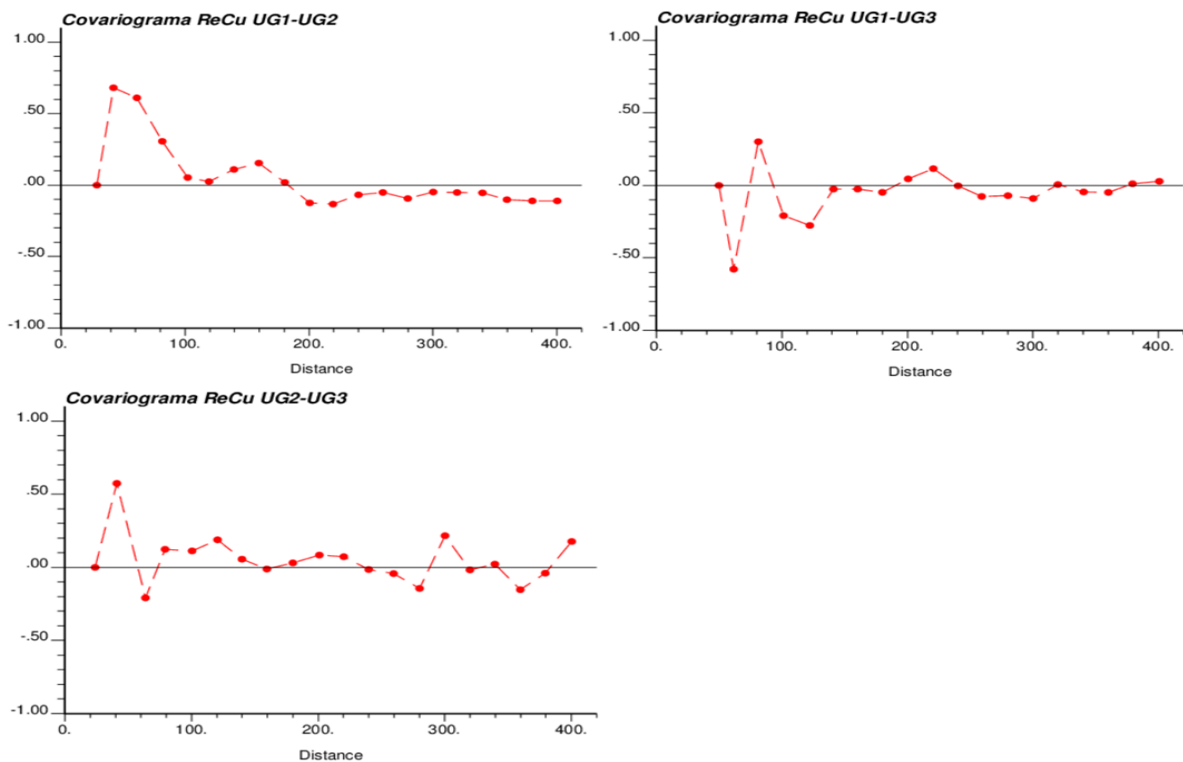 Covariograma ReCu UG1-UG2
1.00
.50
.00
-.50
-1.00
0. 100. 200. 300. 400.
Distance
Covariograma ReCu UG1-UG3
1.00
.50
.00
-.50
-1.00
0. 100. 200. 300. 400.
Distance
Covariograma ReCu UG2-UG3
1.00
.50
.00
-.50
-1.00
0. 100. 200. 300. 400.
Distance